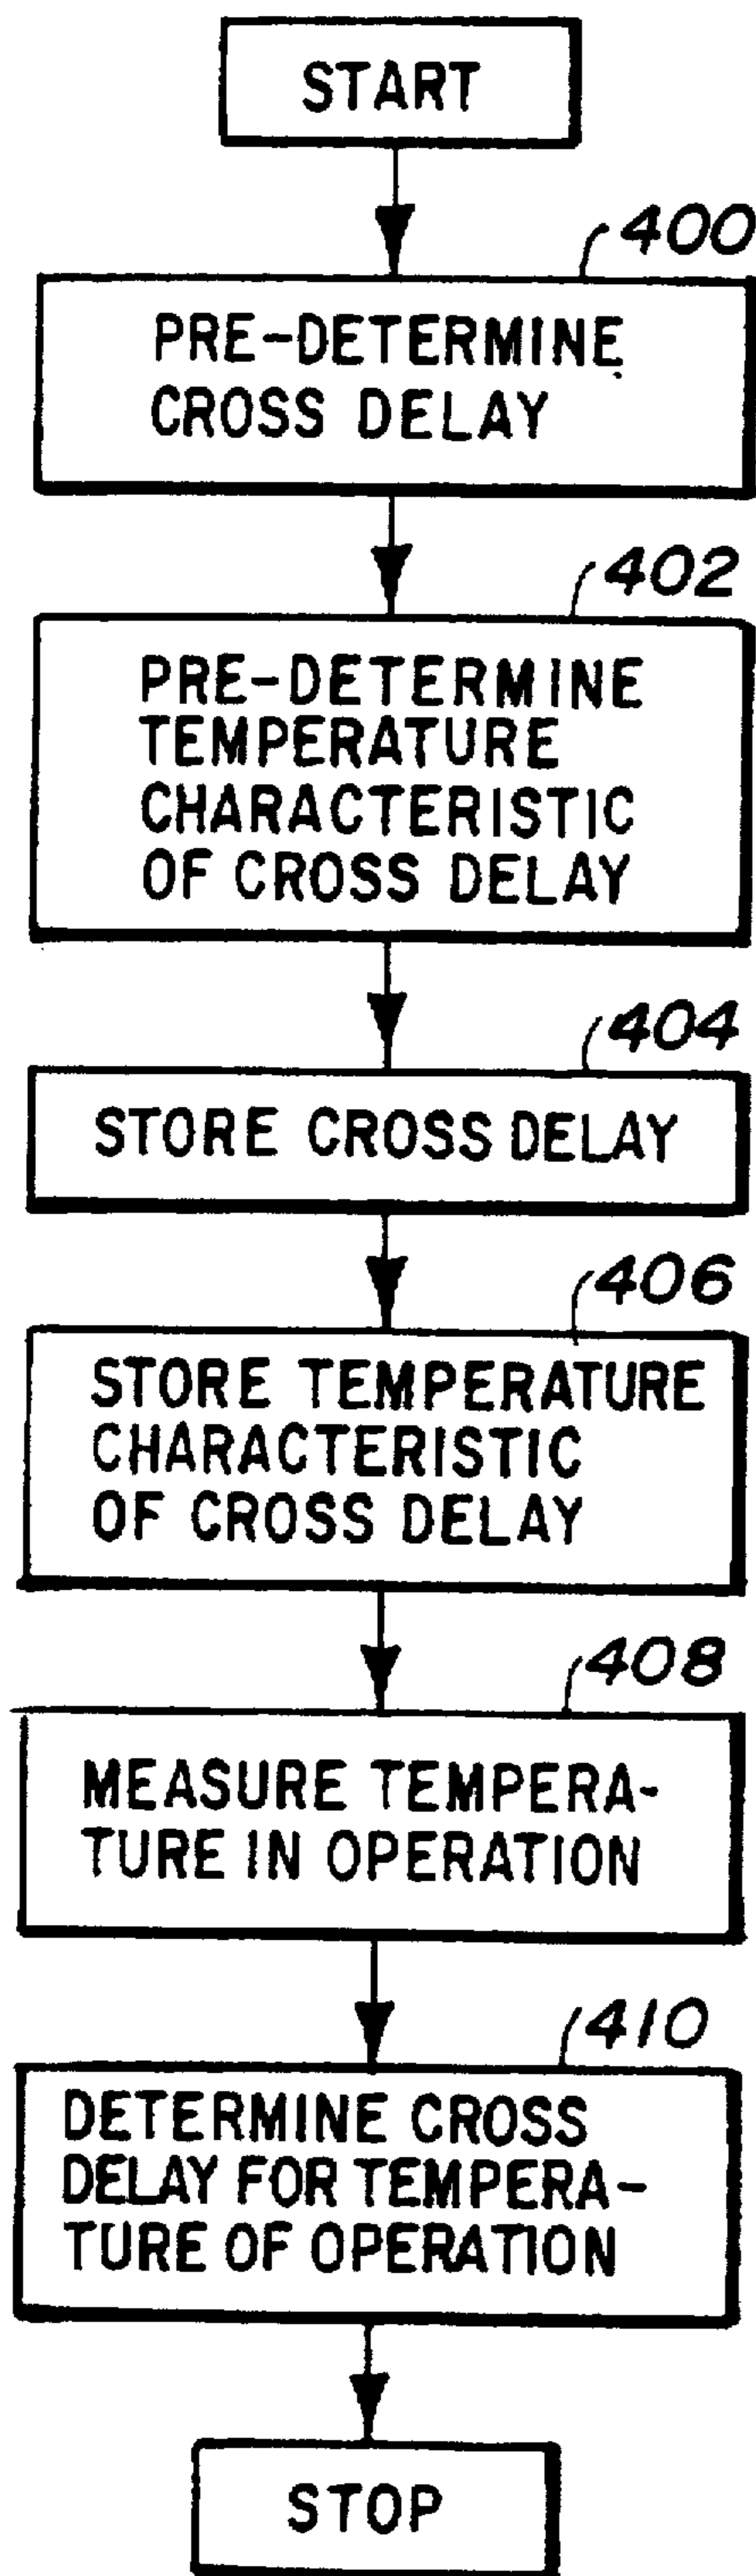 START
400
PRE-DETERMINE
CROSS DELAY
402
PRE-DETERMINE
TEMPERATURE
CHARACTERISTIC
OF CROSS DELAY
404
STORE CROSS DELAY
406
STORE TEMPERATURE
CHARACTERISTIC
OF CROSS DELAY
408
MEASURE TEMPERA-
TURE IN OPERATION
410
DETERMINE CROSS
DELAY FOR TEMPERA-
TURE OF OPERATION
STOP